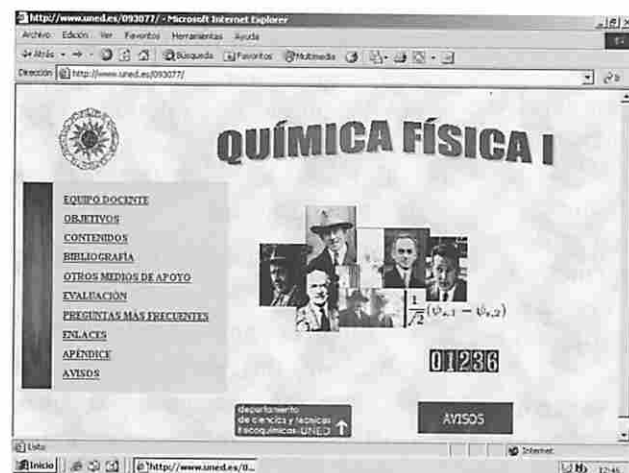 http://www.uned.es/093077/ - Microsoft Internet Explorer
Archivo Edición Ver Favoritos Herramientas Ayuda
Atrás Búsqueda Favoritos Multimedia
Dirección http://www.uned.es/093077/
QUÍMICA FÍSICA I
EQUIPO DOCENTE
OBJETIVOS
CONTENIDOS
BIBLIOGRAFÍA
OTROS MEDIOS DE APOYO
EVALUACIÓN
PREGUNTAS MÁS FRECUENTES
ENLACES
APÉNDICE
AVISOS
01236
departamento
de ciencias y técnicas
fisicoquímicas-UNED
AVISOS
Listo Internet
Inicio http://www.uned.es/0...